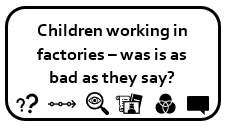 Children working in
factories – was is as
bad as they say?
??